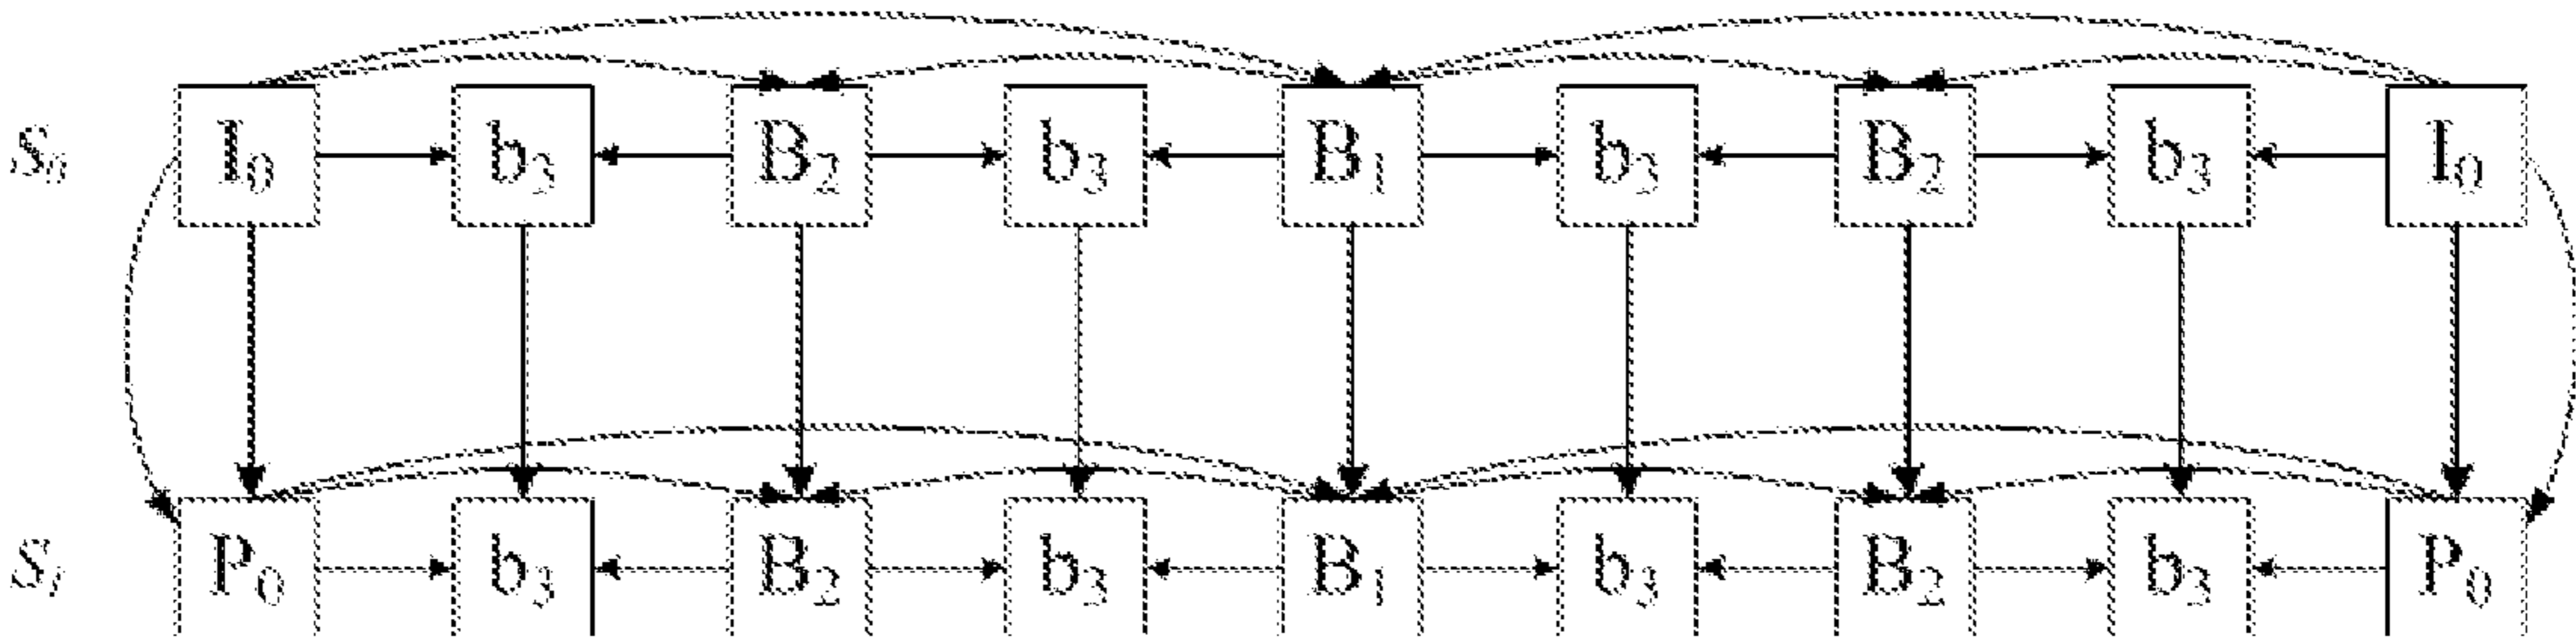 S₀ I₀ b₃ B₂ b₃ B₁ b₃ B₂ b₃ I₀
S₁ P₀ b₃ B₂ b₃ B₁ b₃ B₂ b₃ P₀